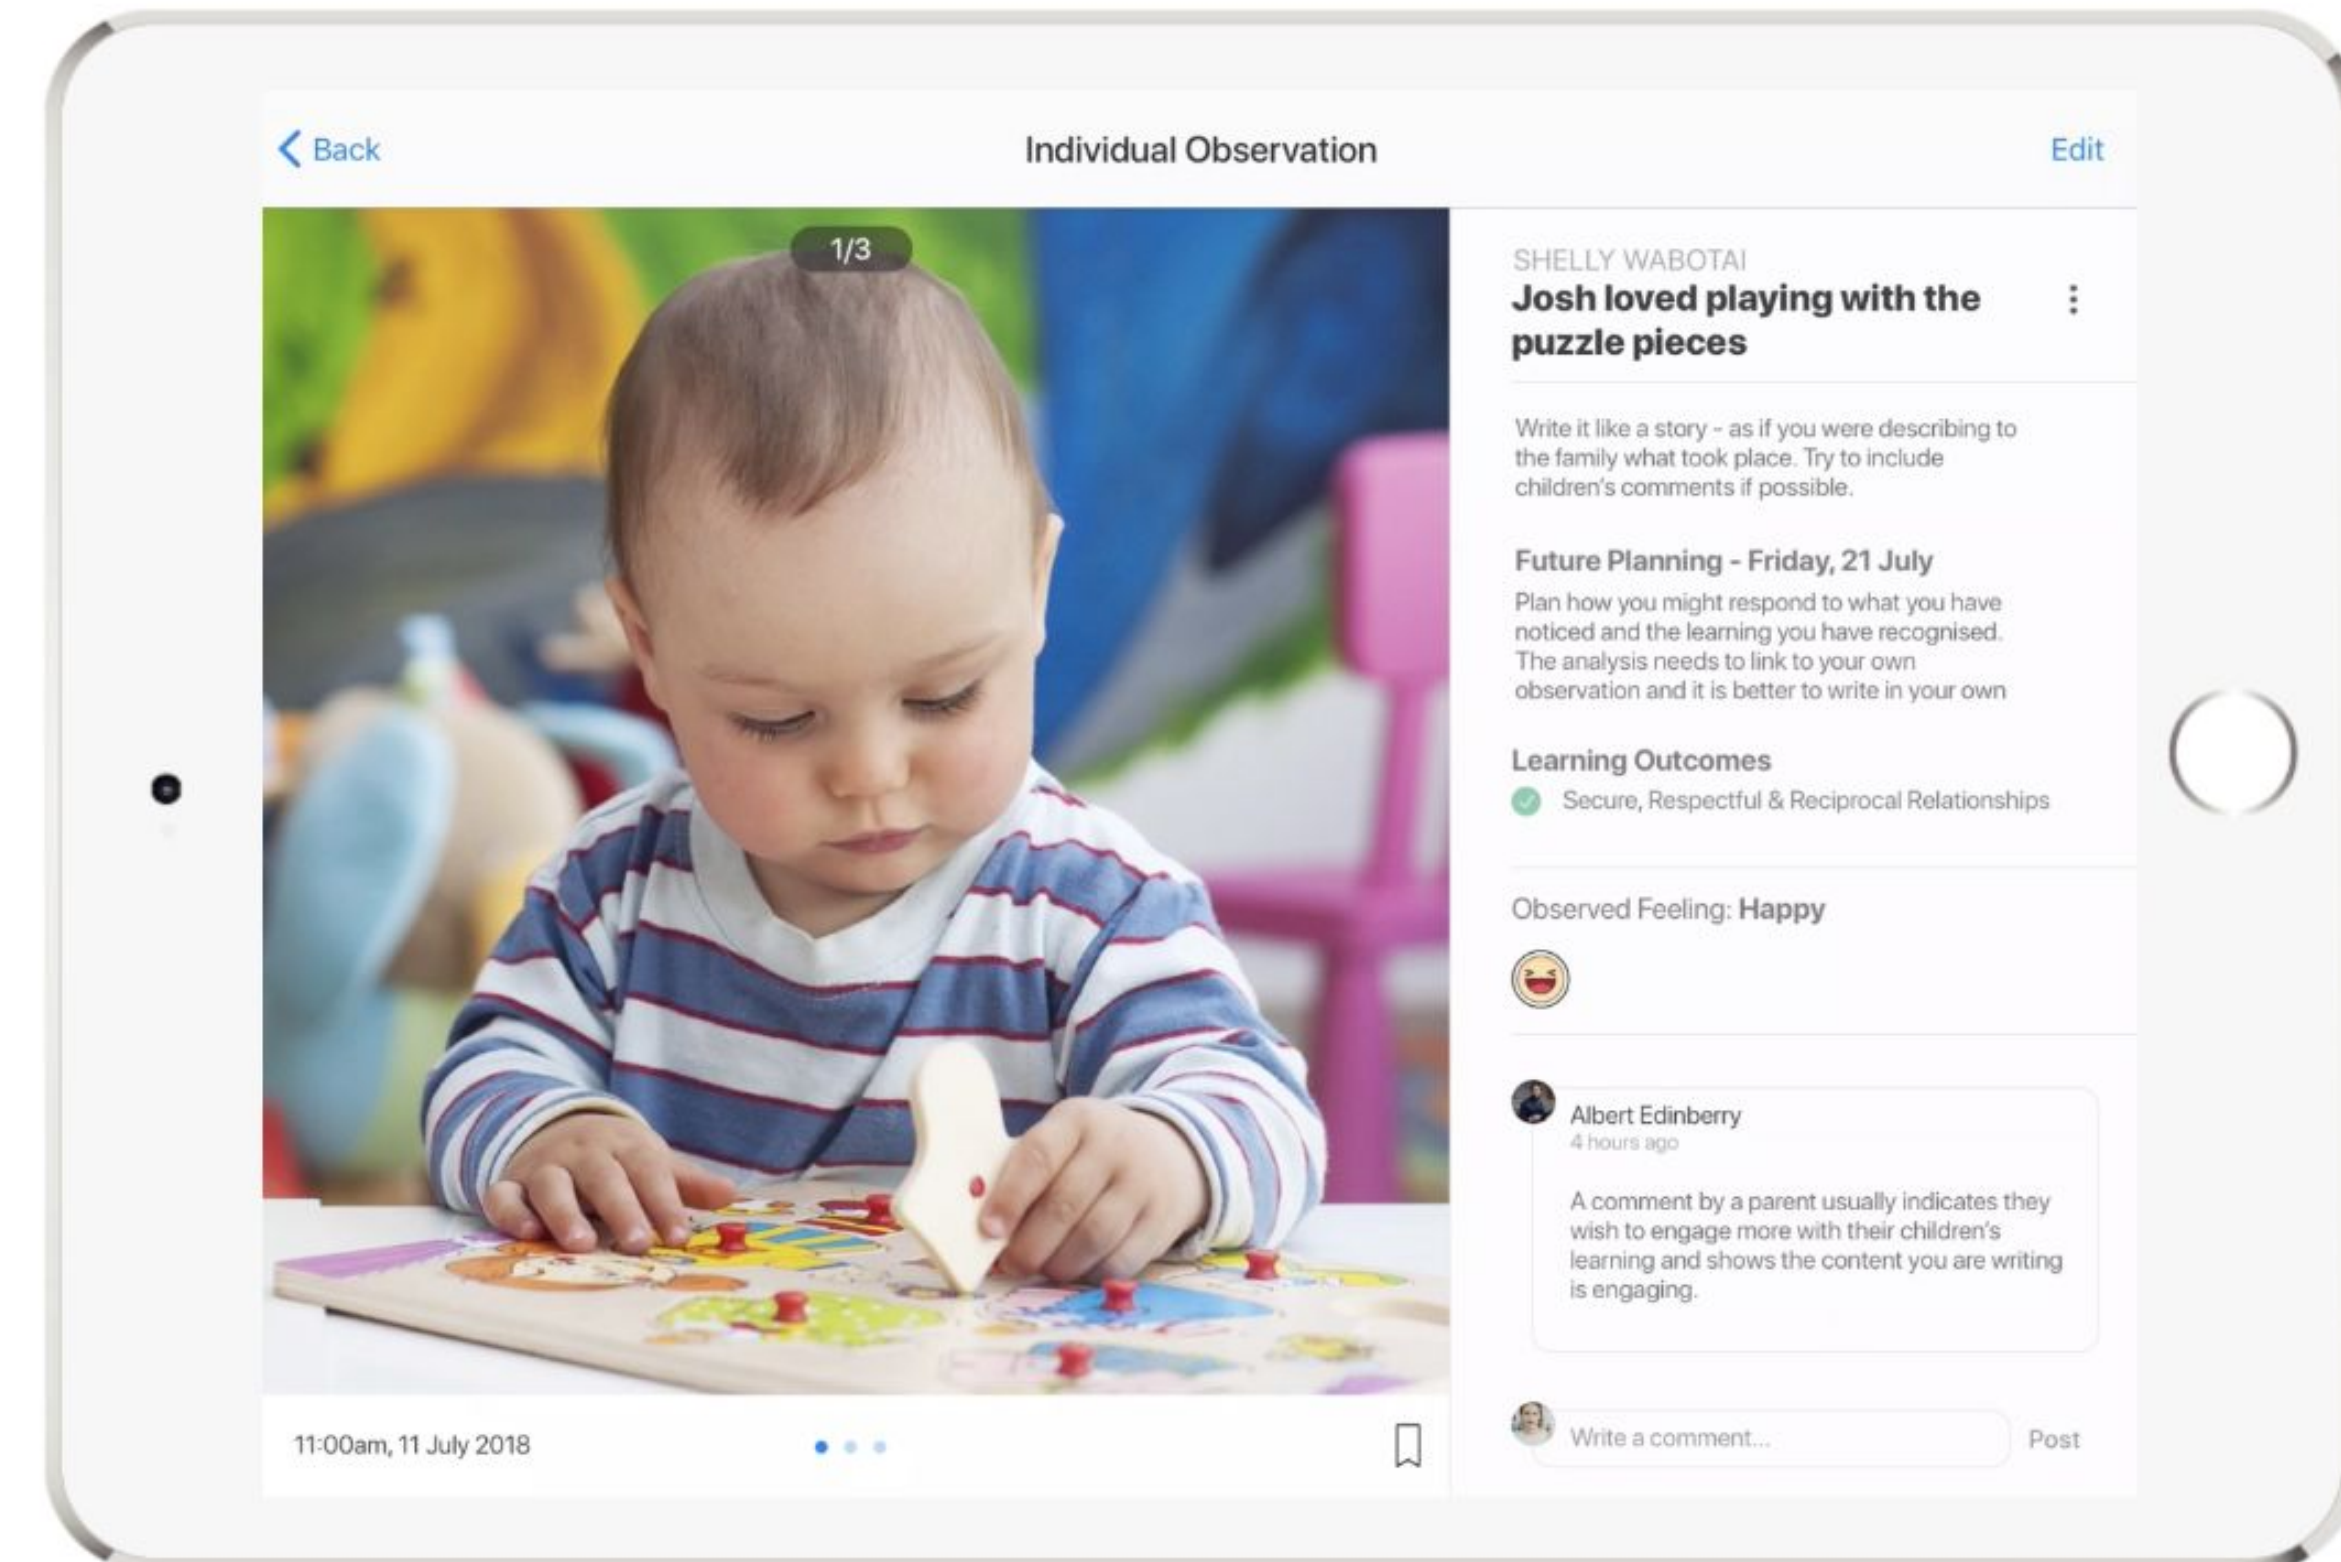 Back
Individual Observation
Edit
1/3
SHELLY WABOTAI
Josh loved playing with the
puzzle pieces
Write it like a story - as if you were describing to
the family what took place. Try to include
children's comments if possible.
Future Planning - Friday, 21 July
Plan how you might respond to what you have
noticed and the learning you have recognised.
The analysis needs to link to your own
observation and it is better to write in your own
Learning Outcomes
Secure, Respectful & Reciprocal Relationships
Observed Feeling: Happy
Albert Edinberry
4 hours ago
A comment by a parent usually indicates they
wish to engage more with their children's
learning and shows the content you are writing
is engaging.
Write a comment...
Post
11:00am, 11 July 2018